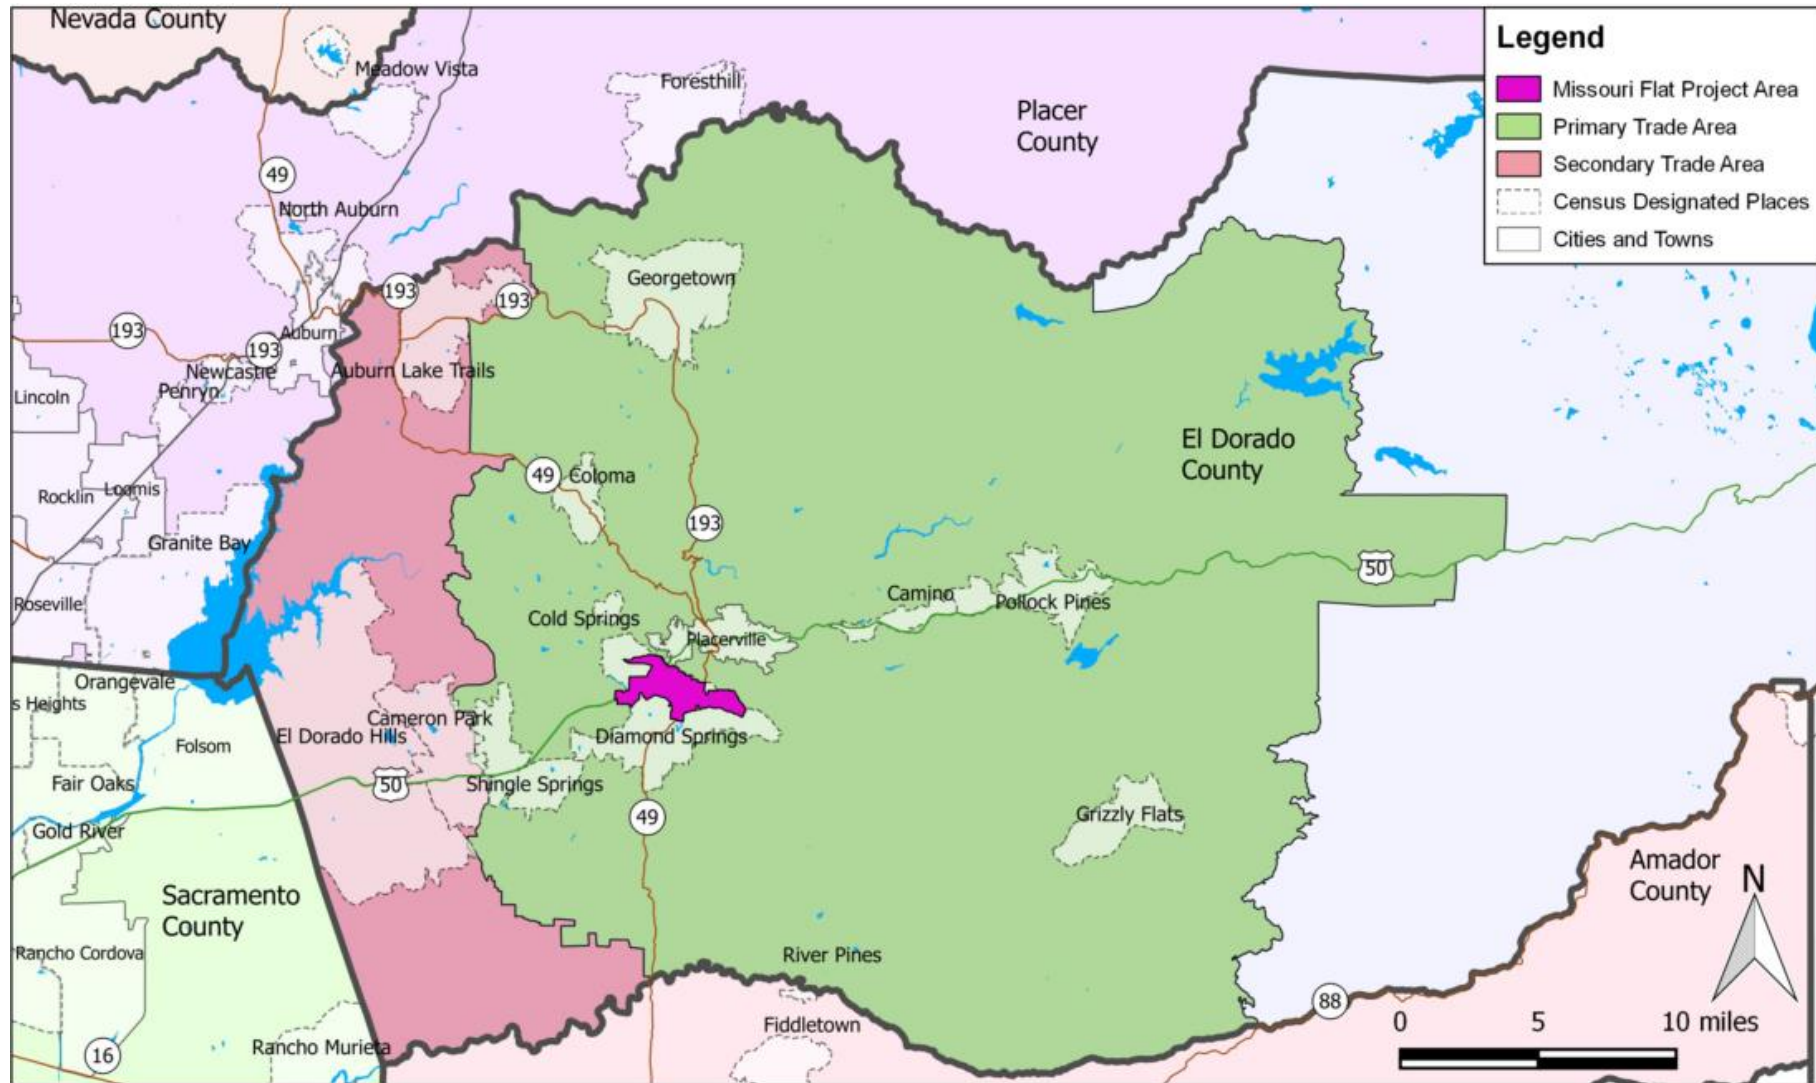 Nevada County
Meadow Vista
Foresthill
Placer
County
Legend
Missouri Flat Project Area
Primary Trade Area
Secondary Trade Area
Census Designated Places
Cities and Towns
49
North Auburn
193
193
193
193
Auburn
Georgetown
Newcastle
Auburn Lake Trails
Penryn
Lincoln
El Dorado
County
49
Coloma
Rocklin
Loomis
193
Granite Bay
50
Roseville
Camino
Pollock Pines
Cold Springs
Placerville
Orangevale
s Heights
Cameron Park
El Dorado Hills
Diamond Springs
Folsom
Fair Oaks
50
Shingle Springs
49
Grizzly Flats
Gold River
Amador
County
N
Sacramento
County
Rancho Cordova
River Pines
88
0
5
10 miles
Fiddletown
16
Rancho Murieta